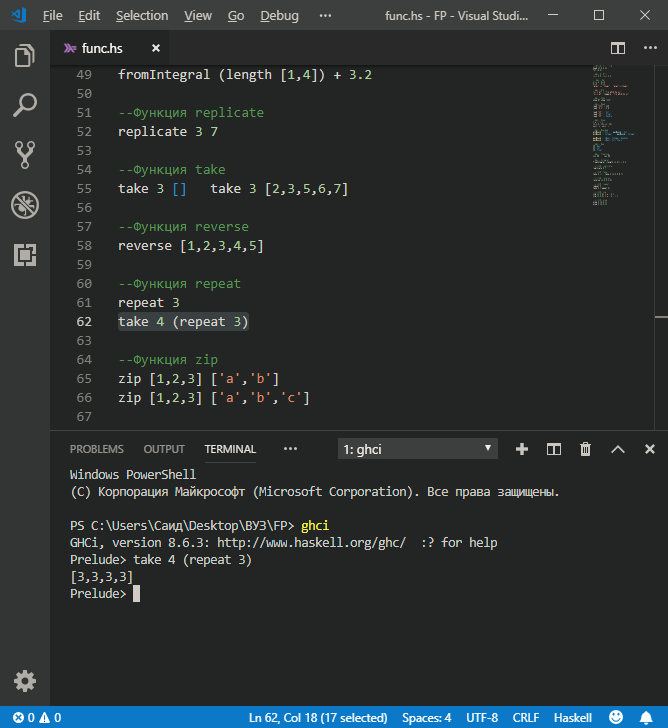 File Edit Selection View Go Debug ··· func.hs - FP - Visual Studi...
func.hs
49 fromIntegral (length [1,4]) + 3.2
50
51 --Функция replicate
52 replicate 3 7
53
54 --Функция take
55 take 3 []   take 3 [2,3,5,6,7]
56
57 --Функция reverse
58 reverse [1,2,3,4,5]
59
60 --Функция repeat
61 repeat 3
62 take 4 (repeat 3)
63
64 --Функция zip
65 zip [1,2,3] ['a','b']
66 zip [1,2,3] ['a','b','c']
67
PROBLEMS OUTPUT TERMINAL ··· 1: ghci
Windows PowerShell
(C) Корпорация Майкрософт (Microsoft Corporation). Все права защищены.
PS C:\Users\Саид\Desktop\ВУЗ\FP> ghci
GHCi, version 8.6.3: http://www.haskell.org/ghc/  :? for help
Prelude> take 4 (repeat 3)
[3,3,3,3]
Prelude>
0 0 Ln 62, Col 18 (17 selected) Spaces: 4 UTF-8 CRLF Haskell